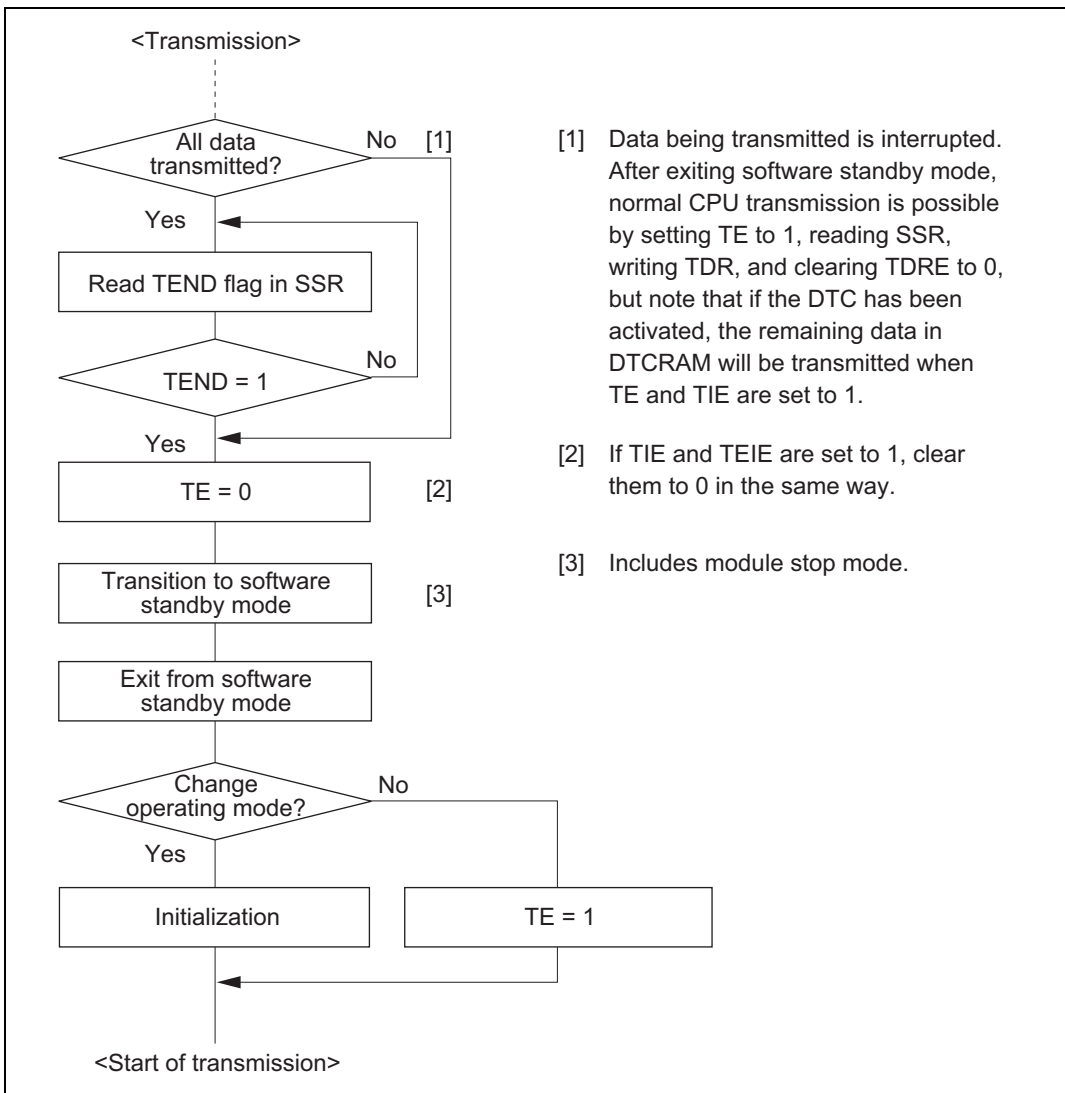 <Transmission>
All data
transmitted?
No
[1]
Yes
Read TEND flag in SSR
No
TEND = 1
Yes
TE = 0
[2]
Transition to software
standby mode
[3]
Exit from software
standby mode
Change
operating mode?
No
Yes
Initialization
TE = 1
<Start of transmission>
[1] Data being transmitted is interrupted.
After exiting software standby mode,
normal CPU transmission is possible
by setting TE to 1, reading SSR,
writing TDR, and clearing TDRE to 0,
but note that if the DTC has been
activated, the remaining data in
DTCRAM will be transmitted when
TE and TIE are set to 1.
[2] If TIE and TEIE are set to 1, clear
them to 0 in the same way.
[3] Includes module stop mode.